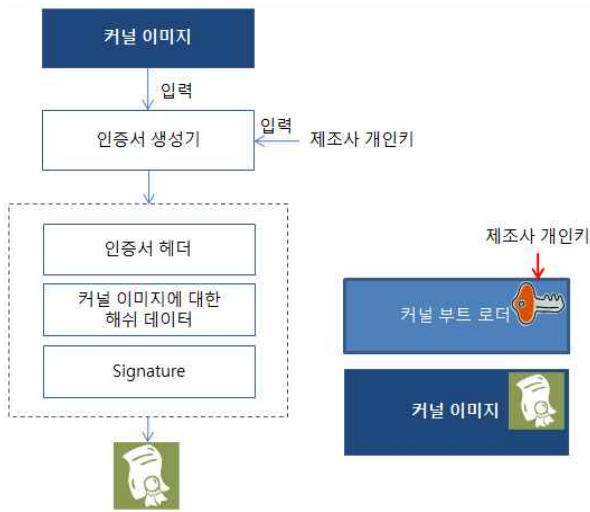 커널 이미지
입력
인증서 생성기
입력
제조사 개인키
인증서 헤더
커널 이미지에 대한
해쉬 데이터
Signature
제조사 개인키
커널 부트 로더
커널 이미지